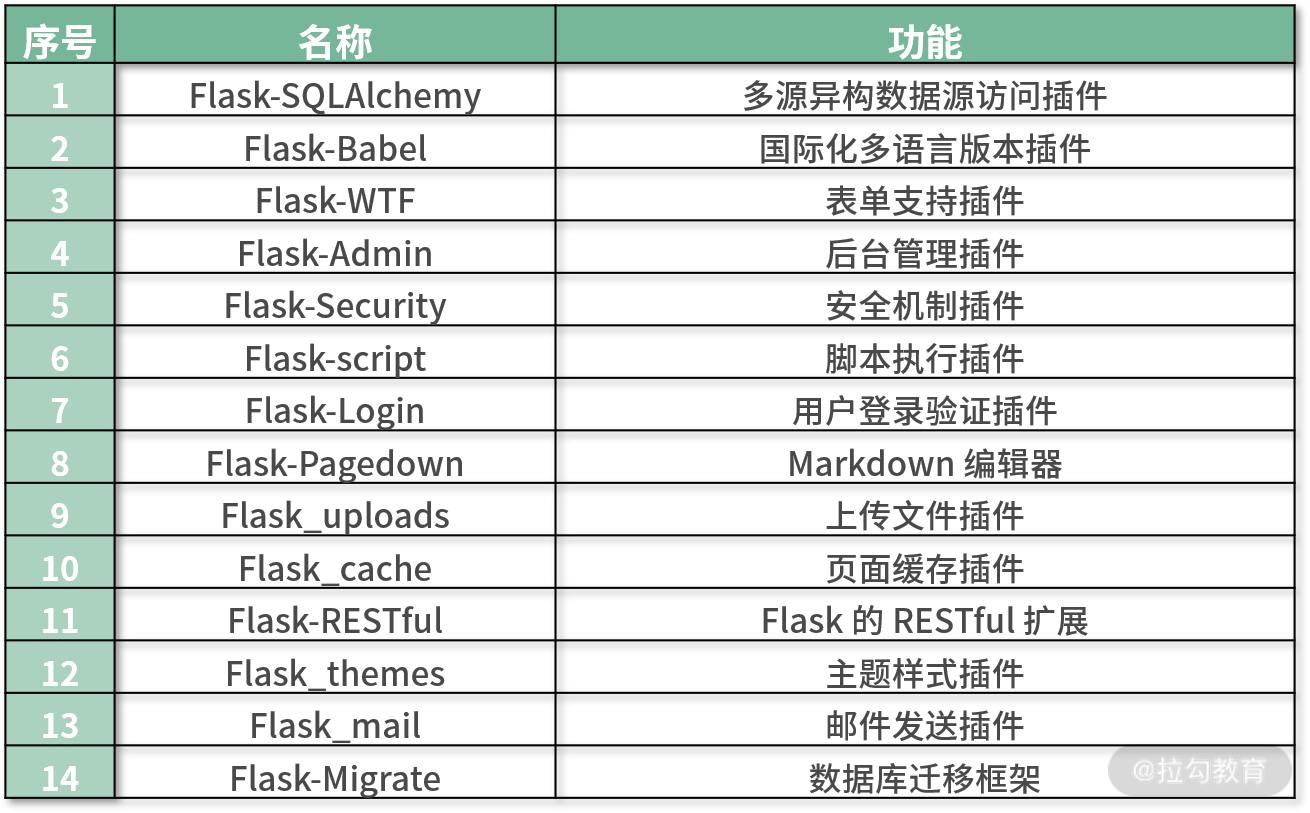 序号 名称 功能
1 Flask-SQLAlchemy 多源异构数据源访问插件
2 Flask-Babel 国际化多语言版本插件
3 Flask-WTF 表单支持插件
4 Flask-Admin 后台管理插件
5 Flask-Security 安全机制插件
6 Flask-script 脚本执行插件
7 Flask-Login 用户登录验证插件
8 Flask-Pagedown Markdown 编辑器
9 Flask_uploads 上传文件插件
10 Flask_cache 页面缓存插件
11 Flask-RESTful Flask 的 RESTful 扩展
12 Flask_themes 主题样式插件
13 Flask_mail 邮件发送插件
14 Flask-Migrate 数据库迁移框架
@拉勾教育